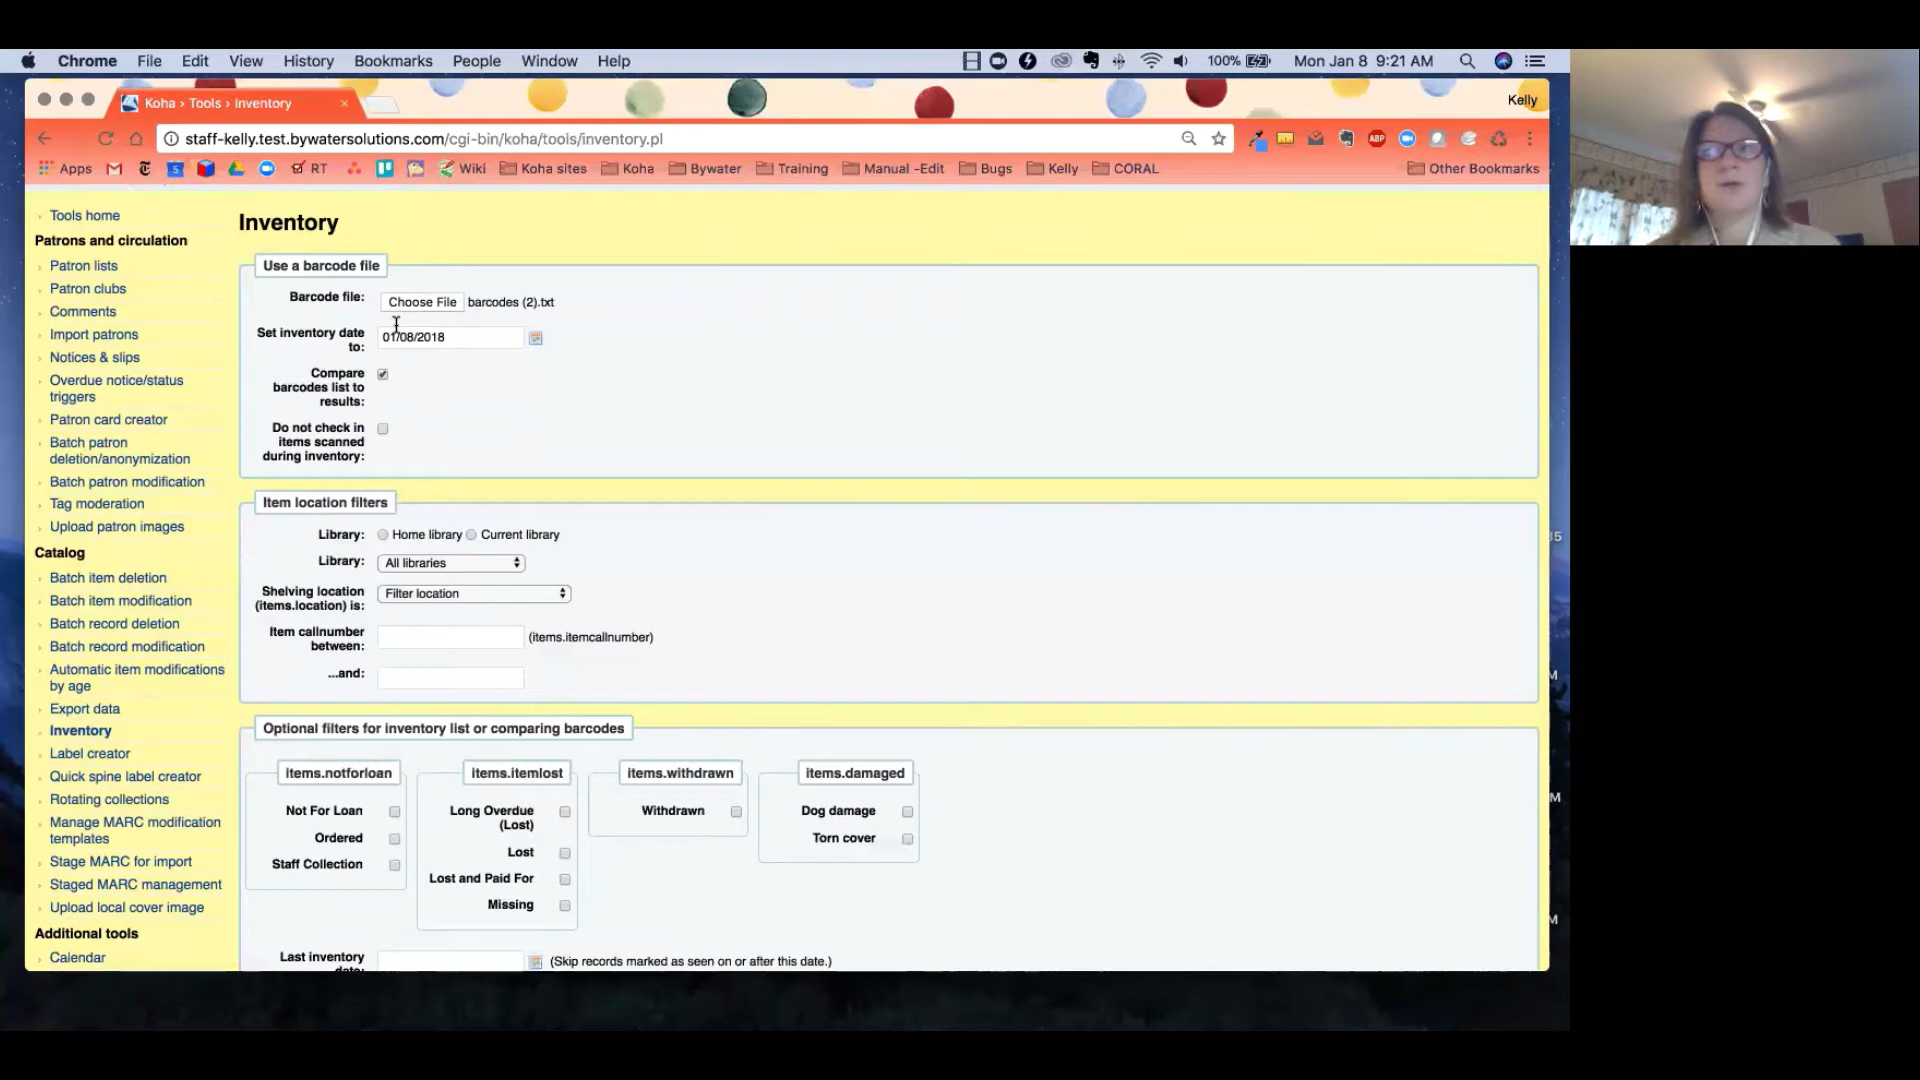 Chrome File Edit View History Bookmarks People Window Help 100% Mon Jan 8 9:21 AM
Koha › Tools › Inventory × Kelly
staff-kelly.test.bywatersolutions.com/cgi-bin/koha/tools/inventory.pl ABP
Apps RT Wiki Koha sites Koha Bywater Training Manual -Edit Bugs Kelly CORAL Other Bookmarks
Tools home
Patrons and circulation
Patron lists
Patron clubs
Comments
Import patrons
Notices & slips
Overdue notice/status
triggers
Patron card creator
Batch patron
deletion/anonymization
Batch patron modification
Tag moderation
Upload patron images
Catalog
Batch item deletion
Batch item modification
Batch record deletion
Batch record modification
Automatic item modifications
by age
Export data
Inventory
Label creator
Quick spine label creator
Rotating collections
Manage MARC modification
templates
Stage MARC for import
Staged MARC management
Upload local cover image
Additional tools
Calendar
Inventory
Use a barcode file
Barcode file: Choose File barcodes (2).txt
Set inventory date
to: 01/08/2018
Compare
barcodes list to
results:
Do not check in
items scanned
during inventory:
Item location filters
Library: Home library Current library
Library: All libraries
Shelving location
(items.location) is: Filter location
Item callnumber
between: (items.itemcallnumber)
...and:
Optional filters for inventory list or comparing barcodes
items.notforloan
Not For Loan
Ordered
Staff Collection
items.itemlost
Long Overdue
(Lost)
Lost
Lost and Paid For
Missing
items.withdrawn
Withdrawn
items.damaged
Dog damage
Torn cover
Last inventory
date: (Skip records marked as seen on or after this date.)